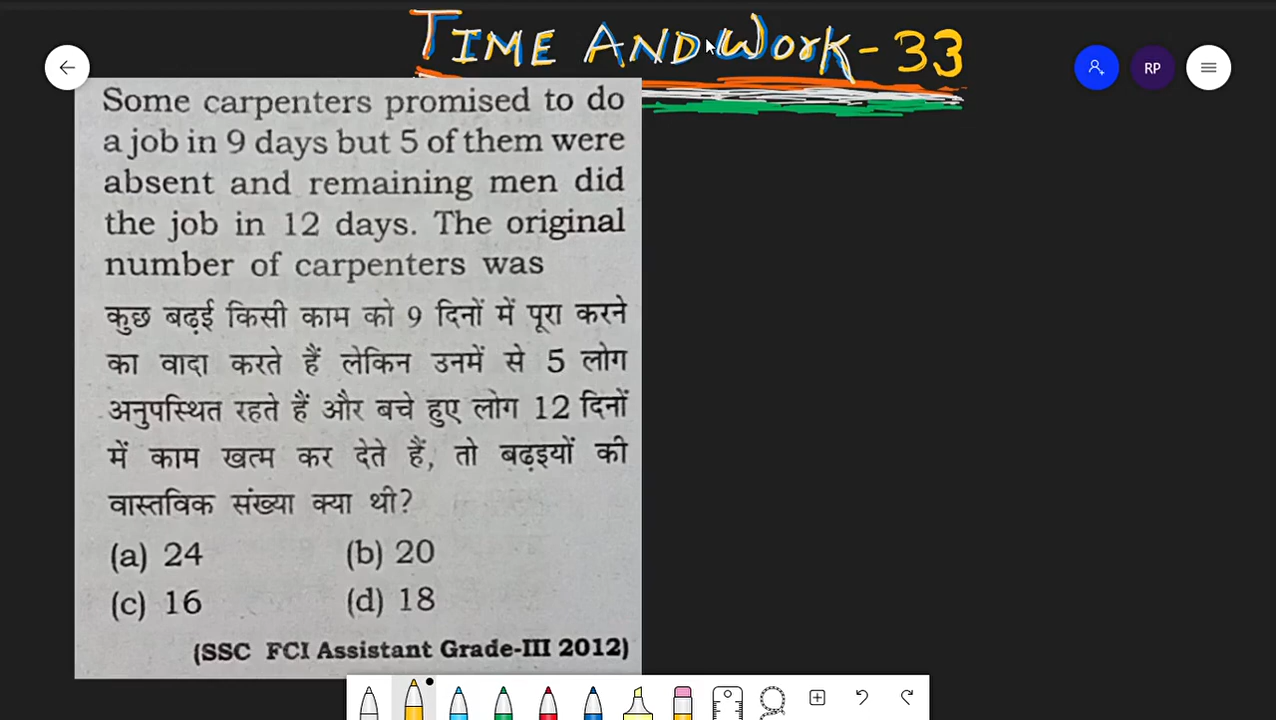 TIME AND WORK-33
RP
Some carpenters promised to do
a job in 9 days but 5 of them were
absent and remaining men did
the job in 12 days. The original
number of carpenters was
कुछ बढ़ई किसी काम को 9 दिनों में पूरा करने
का वादा करते हैं लेकिन उनमें से 5 लोग
अनुपस्थित रहते हैं और बचे हुए लोग 12 दिनों
में काम खत्म कर देते हैं, तो बढ़इयों की
वास्तविक संख्या क्या थी?
(a) 24 (b) 20
(c) 16 (d) 18
(SSC FCI Assistant Grade-III 2012)